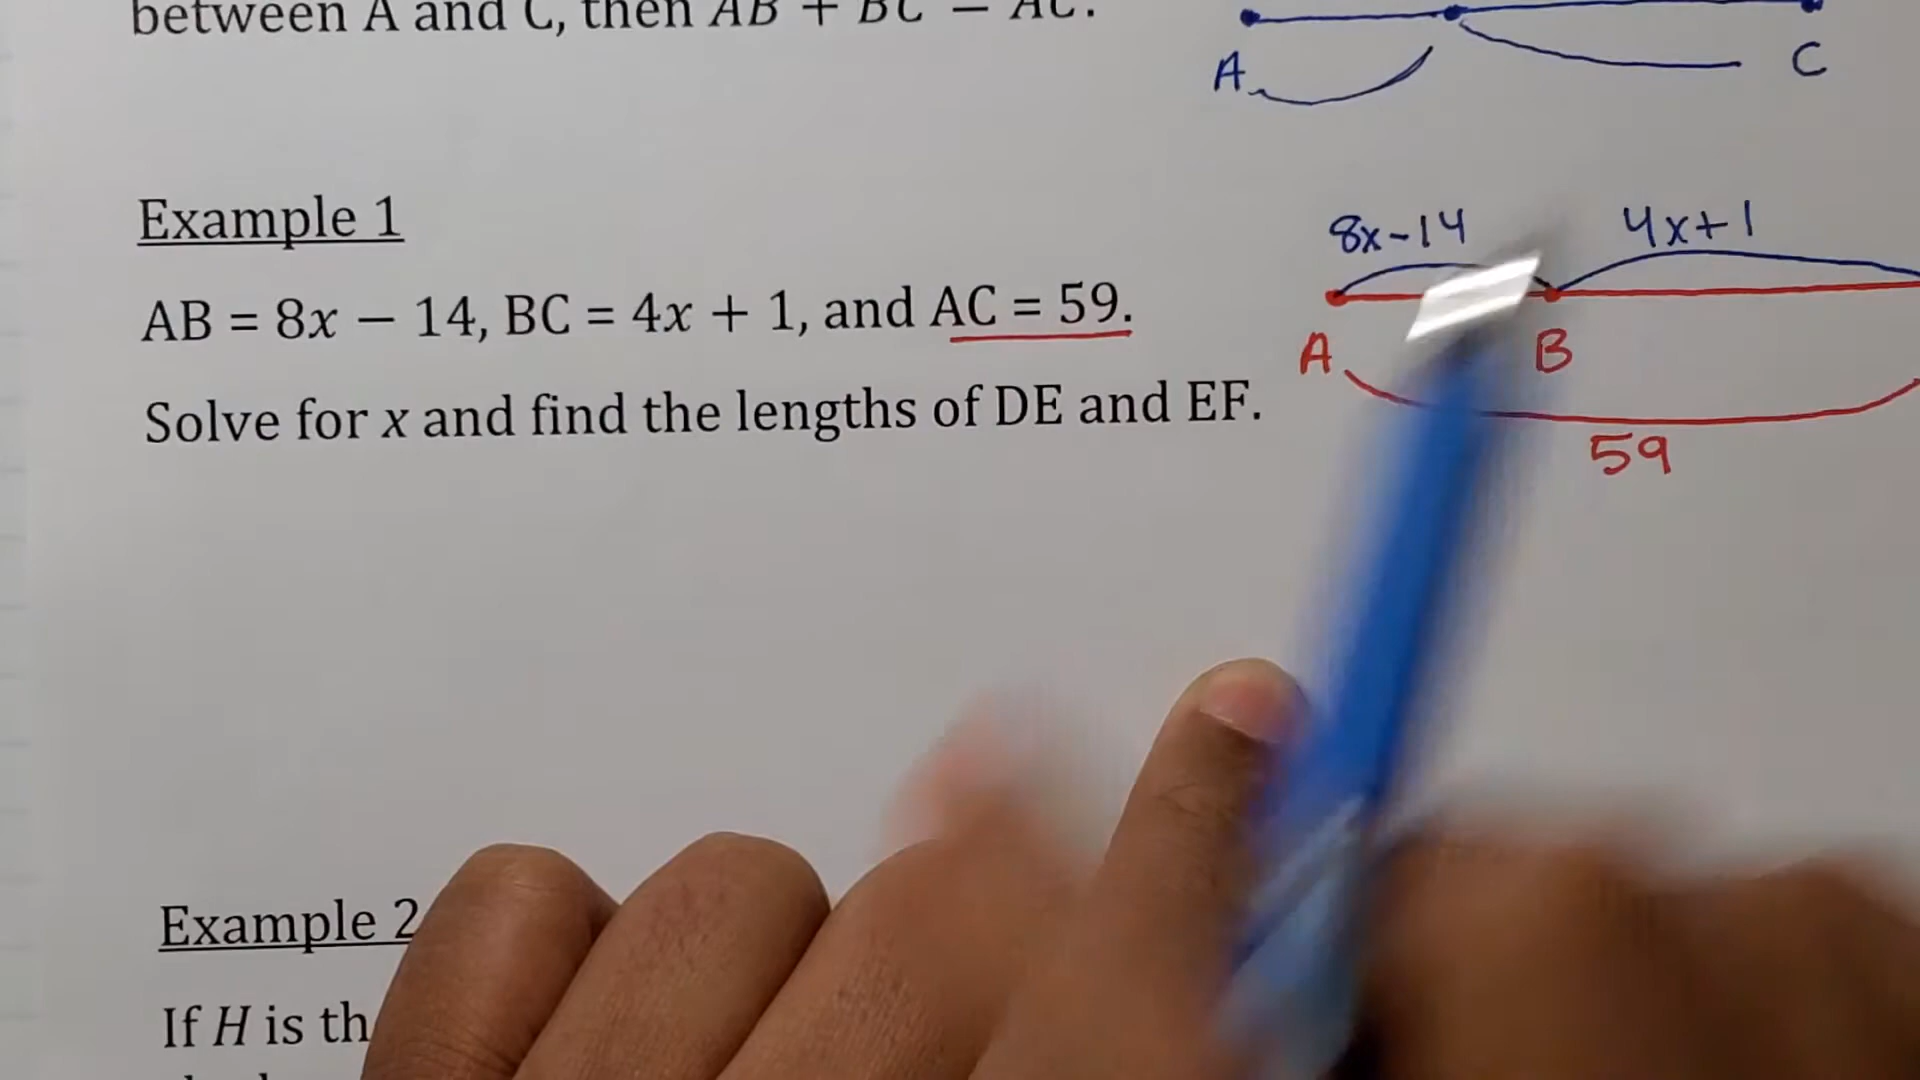 between A and C, then AB + BC = AC.
A
C
Example 1
AB = 8x − 14, BC = 4x + 1, and AC = 59.
Solve for x and find the lengths of DE and EF.
8x-14
4x+1
A
B
59
Example 2
If H is